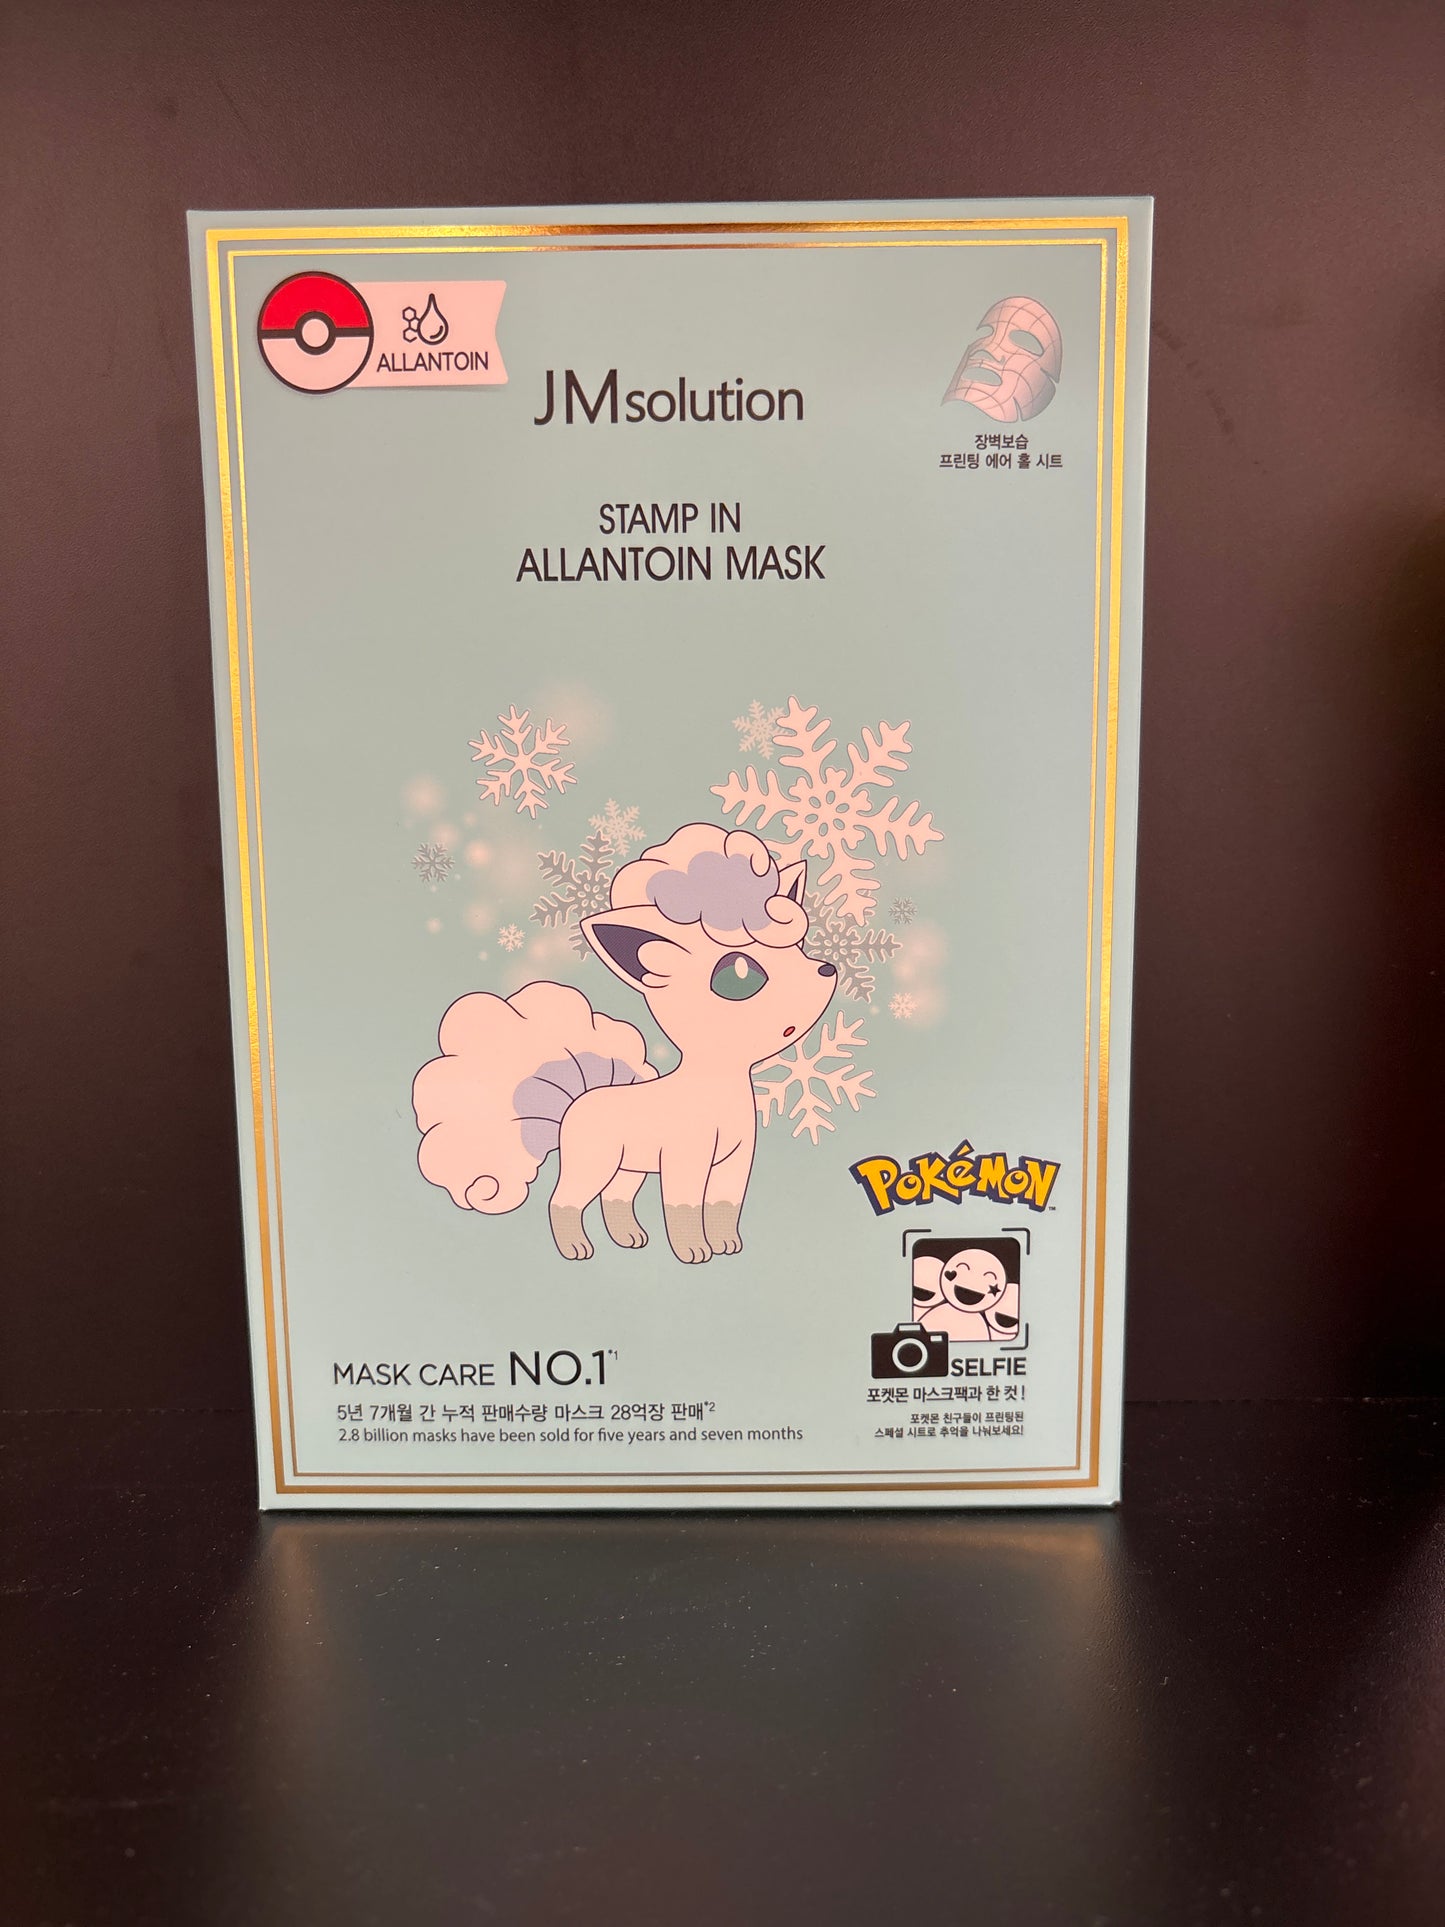 ALLANTOIN
JMsolution
장벽보습
프린팅 에어 홀 시트
STAMP IN
ALLANTOIN MASK
POKéMON™
SELFIE
포켓몬 마스크팩과 한 컷!
포켓몬 친구들이 프린팅된
스페셜 시트로 추억을 나눠보세요!
MASK CARE NO.1*1
5년 7개월 간 누적 판매수량 마스크 28억장 판매*2
2.8 billion masks have been sold for five years and seven months